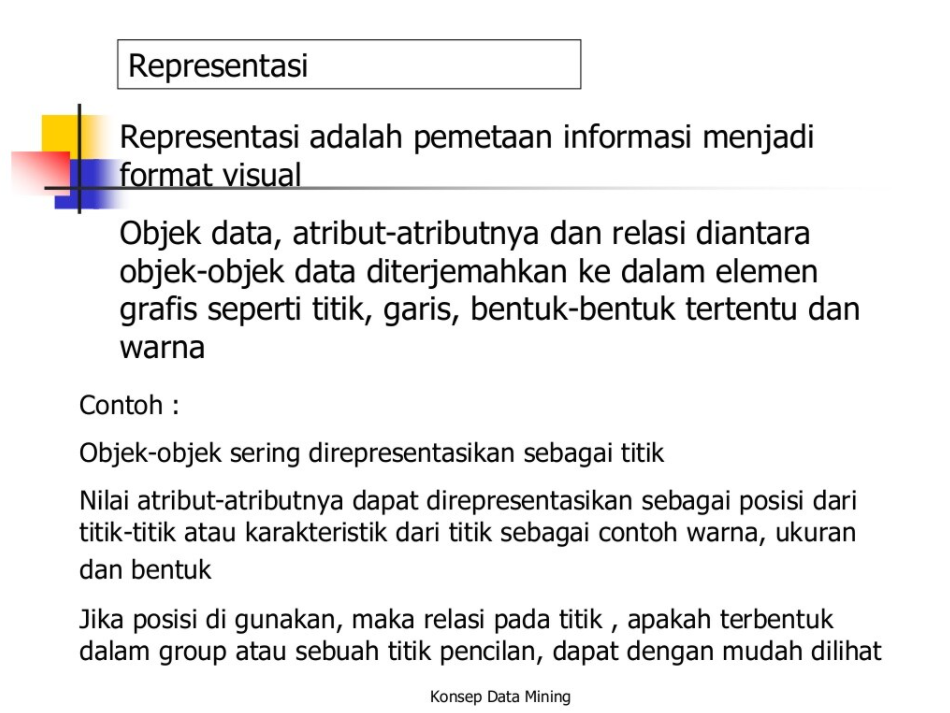 Representasi
Representasi adalah pemetaan informasi menjadi
format visual
Objek data, atribut-atributnya dan relasi diantara
objek-objek data diterjemahkan ke dalam elemen
grafis seperti titik, garis, bentuk-bentuk tertentu dan
warna
Contoh :
Objek-objek sering direpresentasikan sebagai titik
Nilai atribut-atributnya dapat direpresentasikan sebagai posisi dari
titik-titik atau karakteristik dari titik sebagai contoh warna, ukuran
dan bentuk
Jika posisi di gunakan, maka relasi pada titik , apakah terbentuk
dalam group atau sebuah titik pencilan, dapat dengan mudah dilihat
Konsep Data Mining